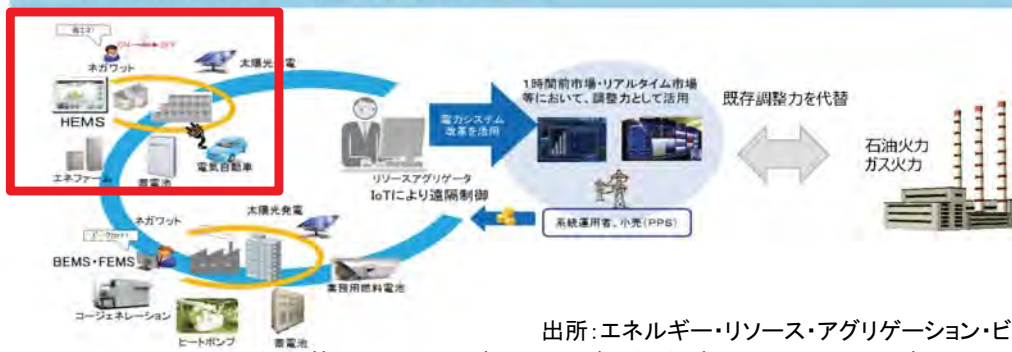 省エネ!
ON
OFF
ネガワット
太陽光発電
HEMS
エネファーム
蓄電池
電気自動車
リソースアグリゲータ
IoTにより遠隔制御
電力システム
改革を活用
1時間前市場・リアルタイム市場
等において、調整力として活用
系統運用者、小売(PPS)
既存調整力を代替
石油火力
ガス火力
ネガワット
太陽光発電
BEMS・FEMS
コージェネレーション
ヒートポンプ
蓄電池
業務用燃料電池
出所:エネルギー・リソース・アグリゲーション・ビ